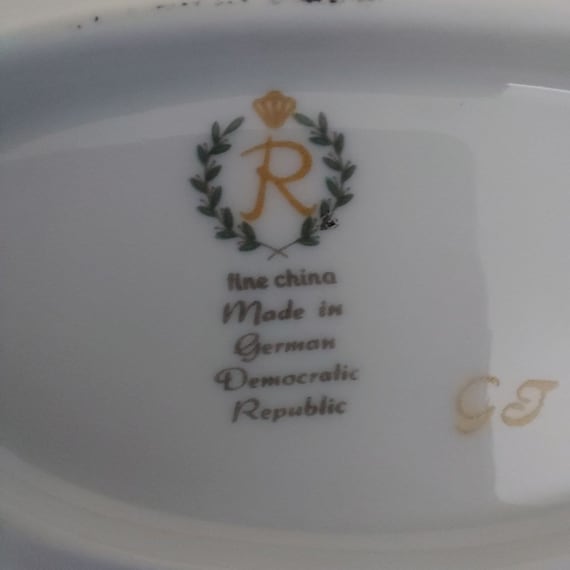 R
fine china
Made in
German
Democratic
Republic
GT